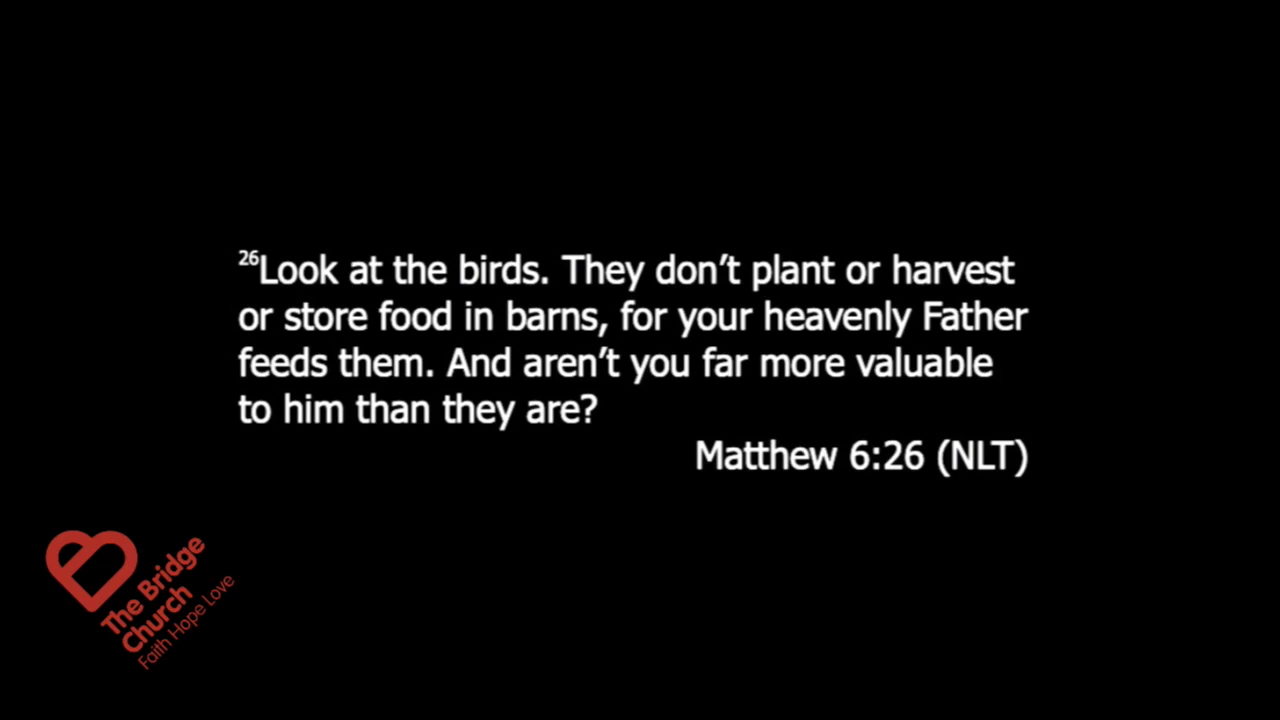 26Look at the birds. They don’t plant or harvest
or store food in barns, for your heavenly Father
feeds them. And aren’t you far more valuable
to him than they are?
Matthew 6:26 (NLT)
The Bridge
Church
Faith Hope Love